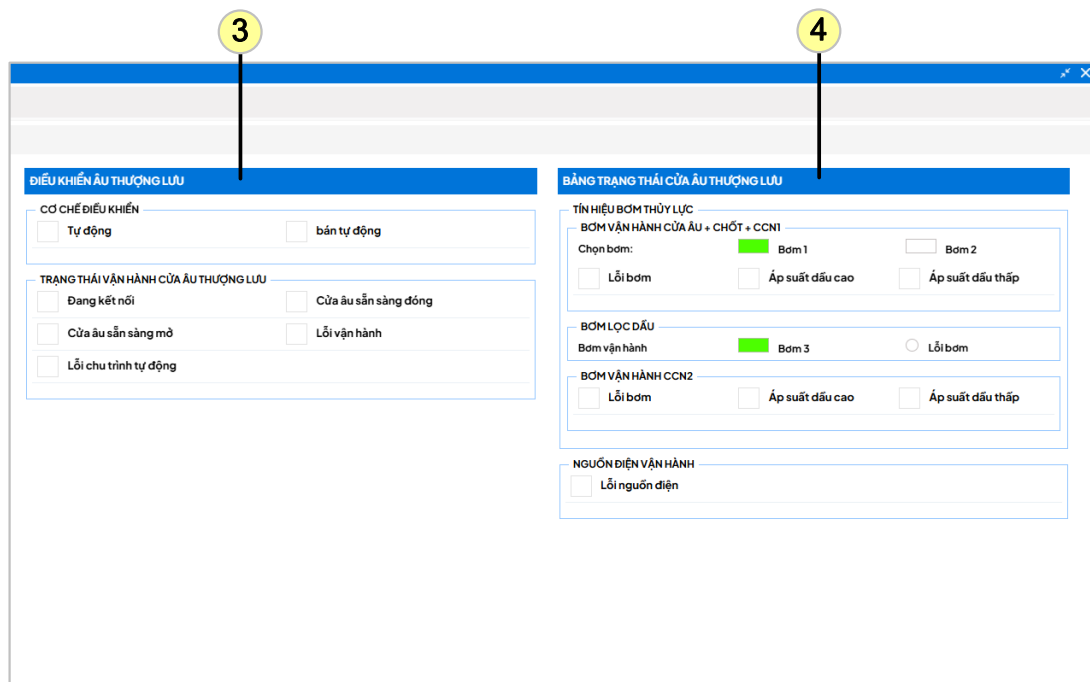 3
4
ĐIỀU KHIỂN ÂU THƯỢNG LƯU
CƠ CHẾ ĐIỀU KHIỂN
Tự động
bán tự động
TRẠNG THÁI VẬN HÀNH CỬA ÂU THƯỢNG LƯU
Đang kết nối
Cửa âu sẵn sàng đóng
Cửa âu sẵn sàng mở
Lỗi vận hành
Lỗi chu trình tự động
BẢNG TRẠNG THÁI CỬA ÂU THƯỢNG LƯU
TÍN HIỆU BƠM THỦY LỰC
BƠM VẬN HÀNH CỬA ÂU + CHỐT + CCN1
Chọn bơm:
Bơm 1
Bơm 2
Lỗi bơm
Áp suất dầu cao
Áp suất dầu thấp
BƠM LỌC DẦU
Bơm vận hành
Bơm 3
Lỗi bơm
BƠM VẬN HÀNH CCN2
Lỗi bơm
Áp suất dầu cao
Áp suất dầu thấp
NGUỒN ĐIỆN VẬN HÀNH
Lỗi nguồn điện